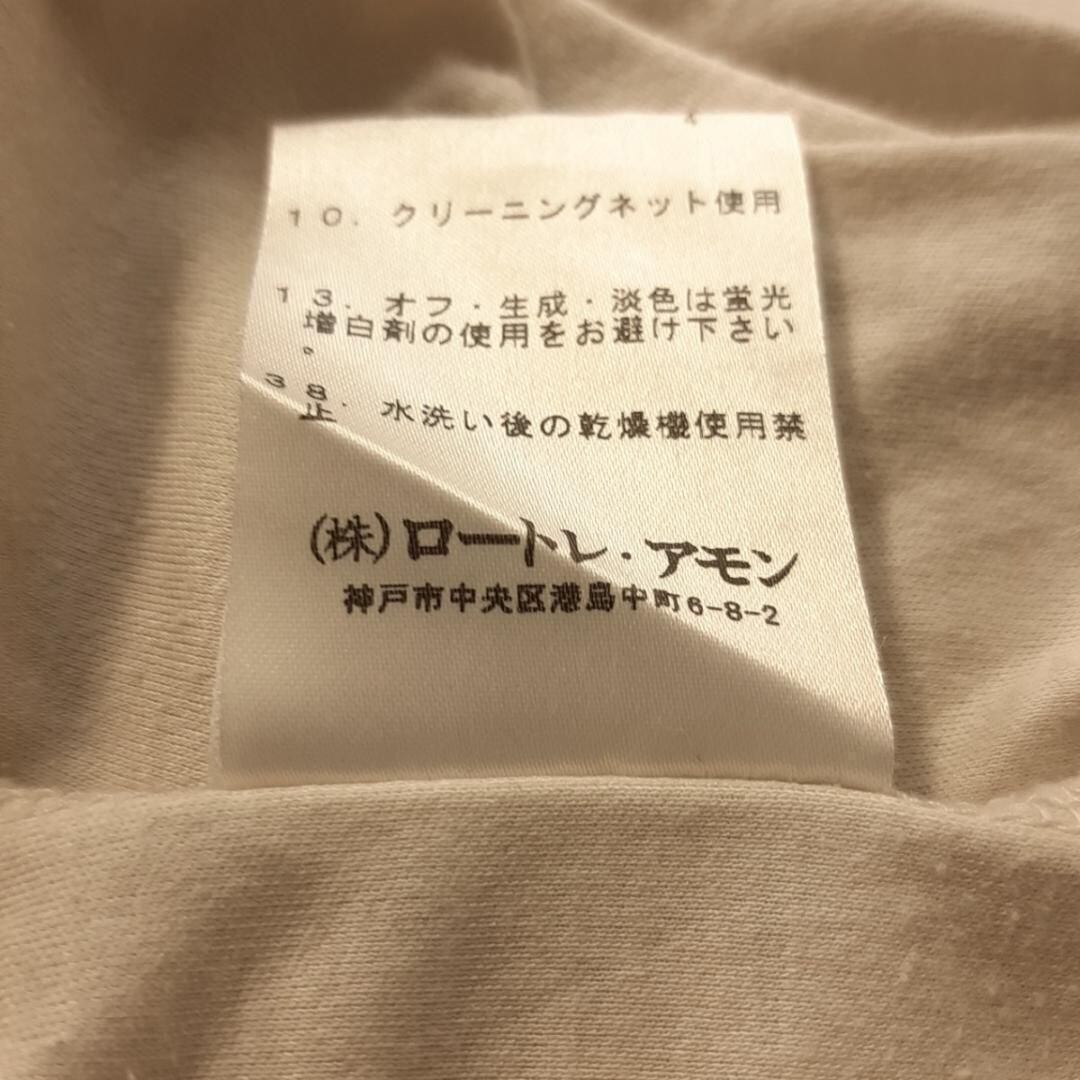 10. クリーニングネット使用
13. オフ・生成・淡色は蛍光
増白剤の使用をお避け下さい
。
38. 水洗い後の乾燥機使用禁
止
(株)ロートレ・アモン
神戸市中央区港島中町6-8-2